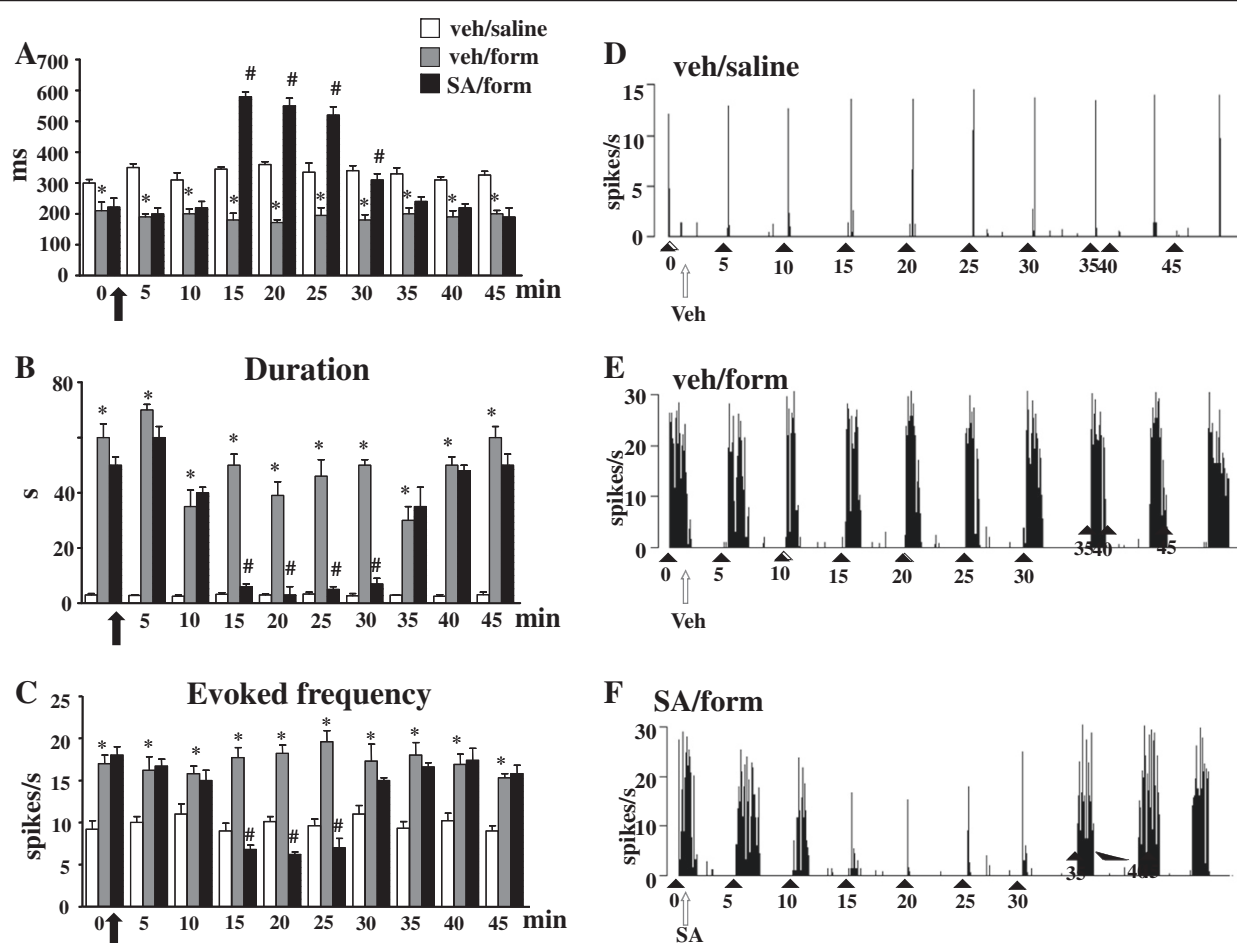 veh/saline
veh/form
SA/form
A
700
600
500
400
300
200
100
0
ms
# # # #
* * * * * * * * * *
0 5 10 15 20 25 30 35 40 45 min
B
Duration
80
60
40
20
0
s
* * * * * * * * * *
# # # #
5 10 15 20 25 30 35 40 45 min
C
Evoked frequency
25
20
15
10
5
0
spikes/s
* * * * * * * * * *
# # #
0 5 10 15 20 25 30 35 40 45 min
D
veh/saline
15
10
5
0
spikes/s
0 5 10 15 20 25 30 35 40 45
Veh
E
veh/form
30
20
10
0
spikes/s
0 5 10 15 20 25 30 35 40 45
Veh
F
SA/form
30
20
10
0
spikes/s
0 5 10 15 20 25 30 35
SA